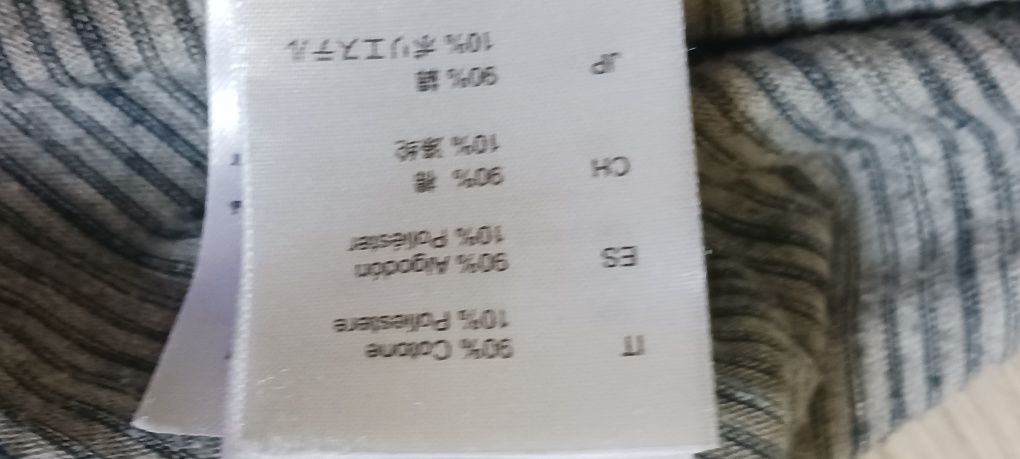 IT 90% Cotone
10% Poliestere
ES 90% Algodón
10% Poliéster
CH 90% 棉
10% 涤纶
JP 90% 綿
10% ポリエステル